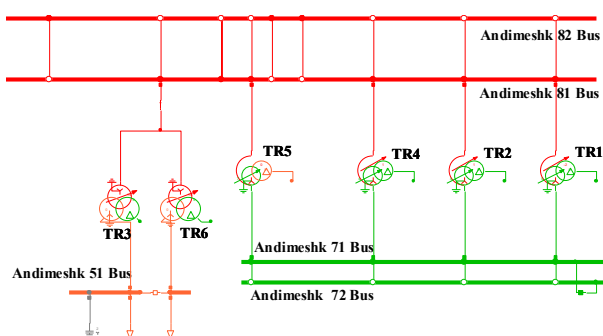 Andimeshk 82 Bus
Andimeshk 81 Bus
TR5
TR4
TR2
TR1
TR3
TR6
Andimeshk 71 Bus
Andimeshk 51 Bus
Andimeshk 72 Bus